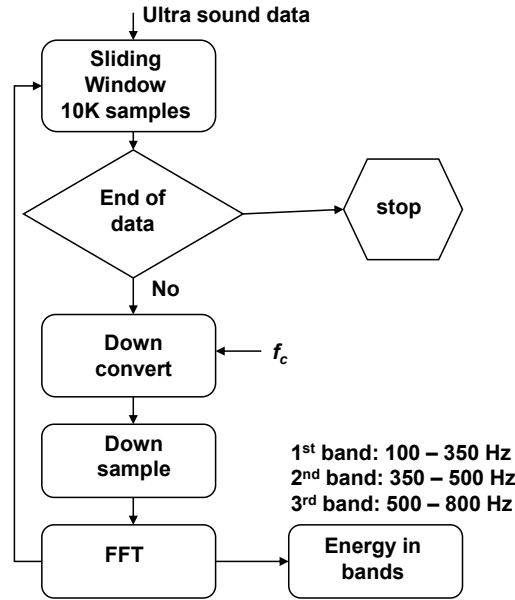 Ultra sound data
Sliding
Window
10K samples
End of
data
stop
No
Down
convert
f_c
Down
sample
1st band: 100 – 350 Hz
2nd band: 350 – 500 Hz
3rd band: 500 – 800 Hz
FFT
Energy in
bands